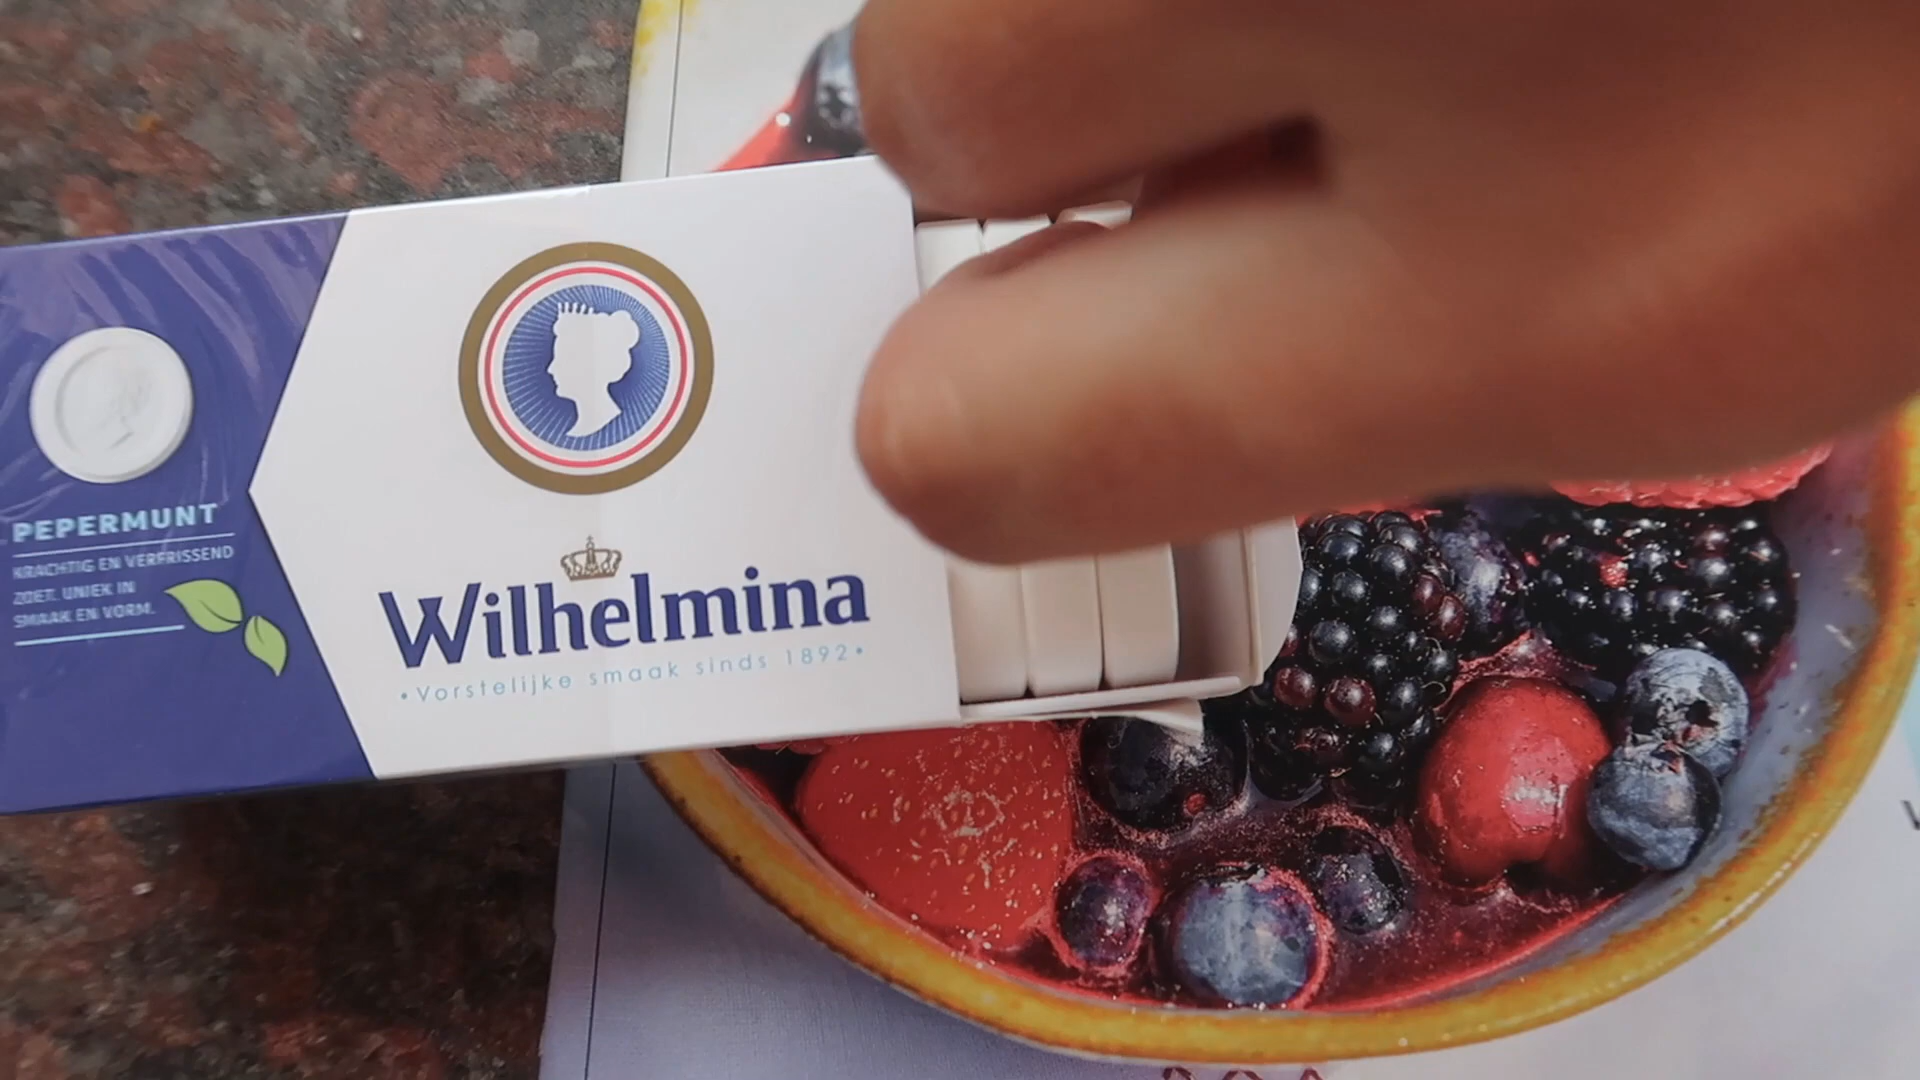 PEPERMUNT
KRACHTIG EN VERFRISSEND
ZOET. UNIEK IN
SMAAK EN VORM.
Wilhelmina
•Vorstelijke smaak sinds 1892•